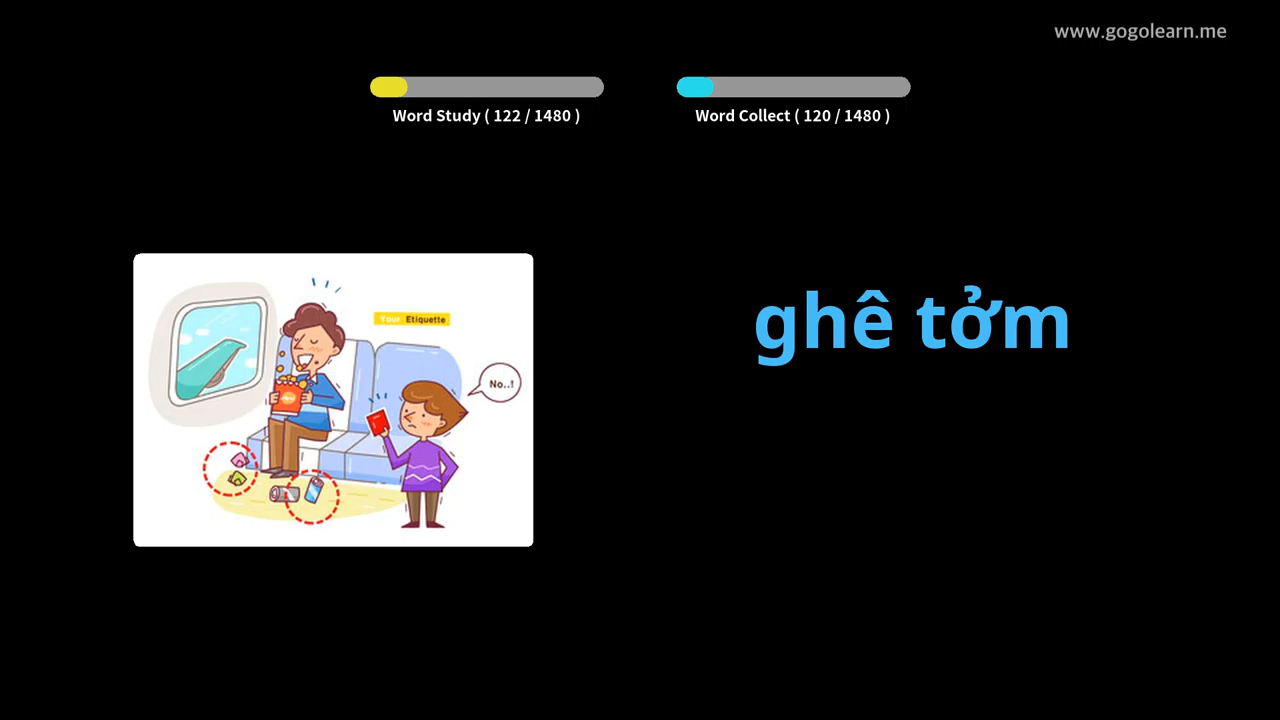 www.gogolearn.me
Word Study ( 122 / 1480 )
Word Collect ( 120 / 1480 )
Your Etiquette
ghê tởm
No..!